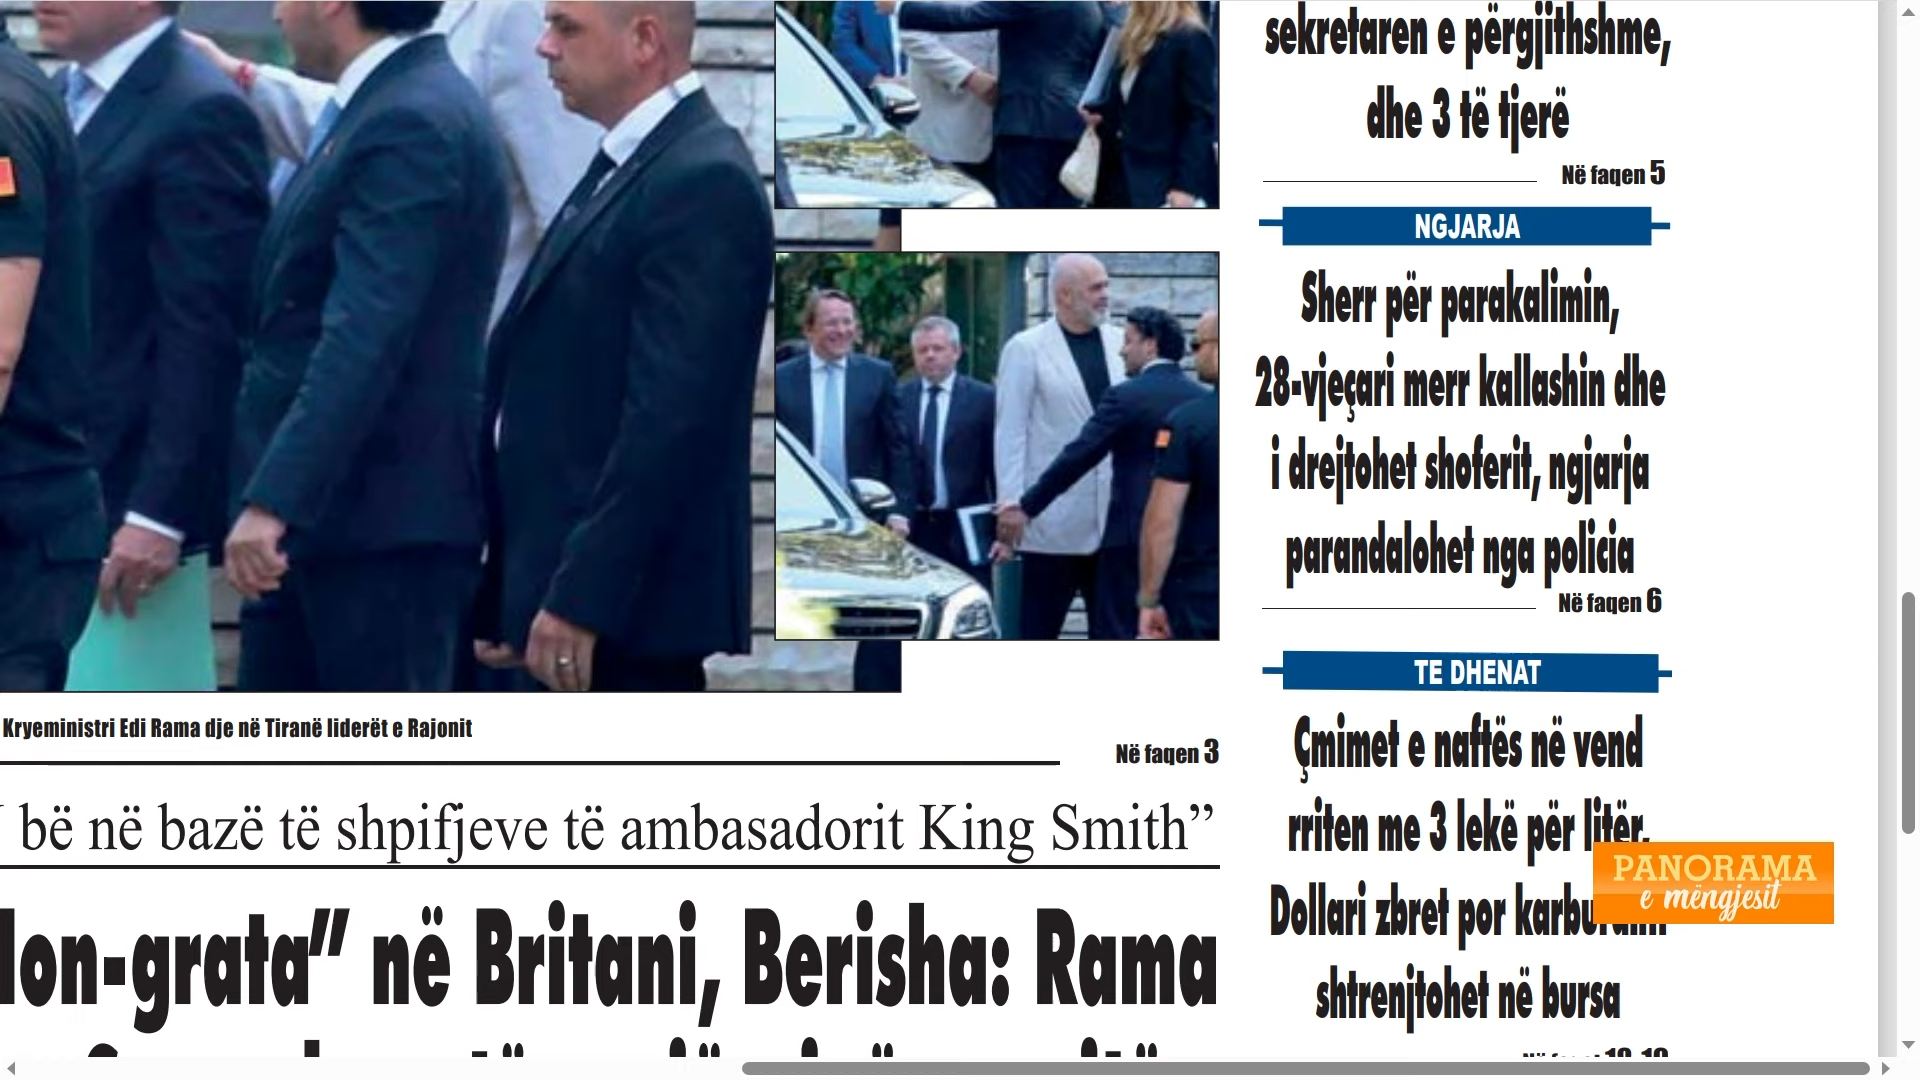 Kryeministri Edi Rama dje në Tiranë liderët e Rajonit
Në faqen 3
bë në bazë të shpifjeve të ambasadorit King Smith”
on-grata” në Britani, Berisha: Rama
sekretaren e përgjithshme,
dhe 3 të tjerë
Në faqen 5
NGJARJA
Sherr për parakalimin,
28-vjeçari merr kallashin dhe
i drejtohet shoferit, ngjarja
parandalohet nga policia
Në faqen 6
TE DHENAT
Çmimet e naftës në vend
rriten me 3 lekë për litër,
Dollari zbret por
shtrenjtohet në bursa
PANORAMA
e mëngjesit